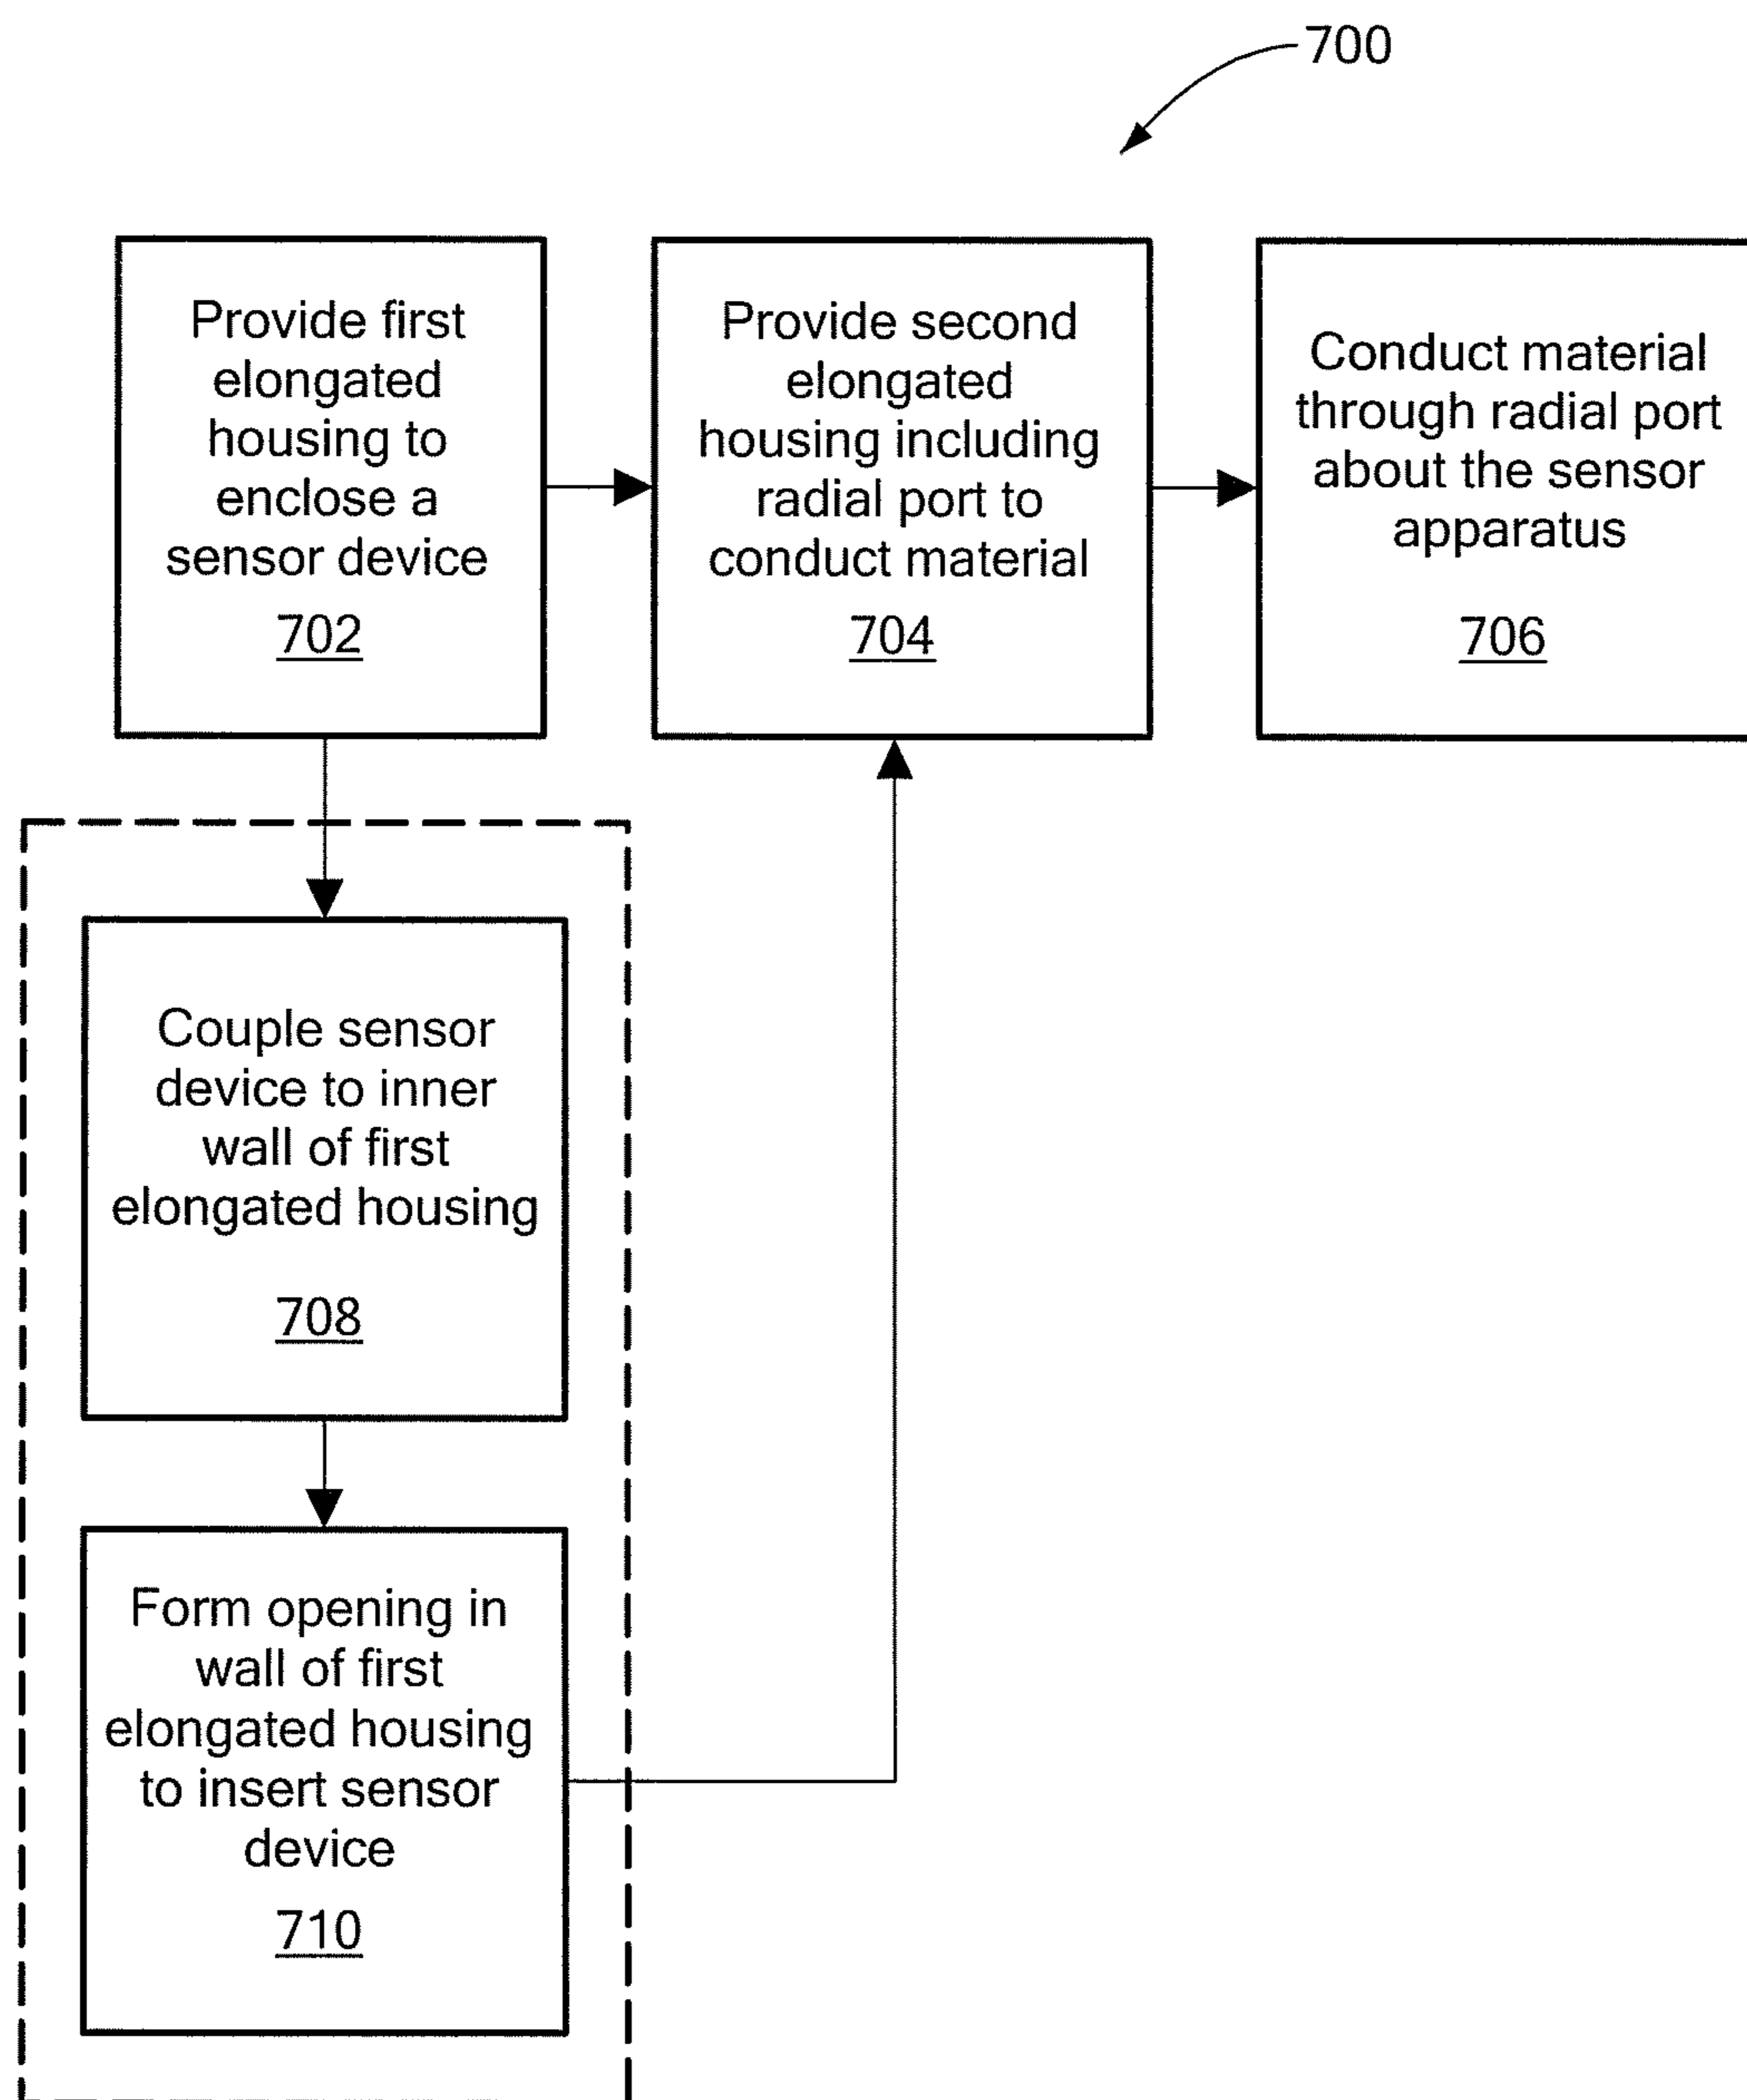 700
Provide first
elongated
housing to
enclose a
sensor device
702
Provide second
elongated
housing including
radial port to
conduct material
704
Conduct material
through radial port
about the sensor
apparatus
706
Couple sensor
device to inner
wall of first
elongated housing
708
Form opening in
wall of first
elongated housing
to insert sensor
device
710